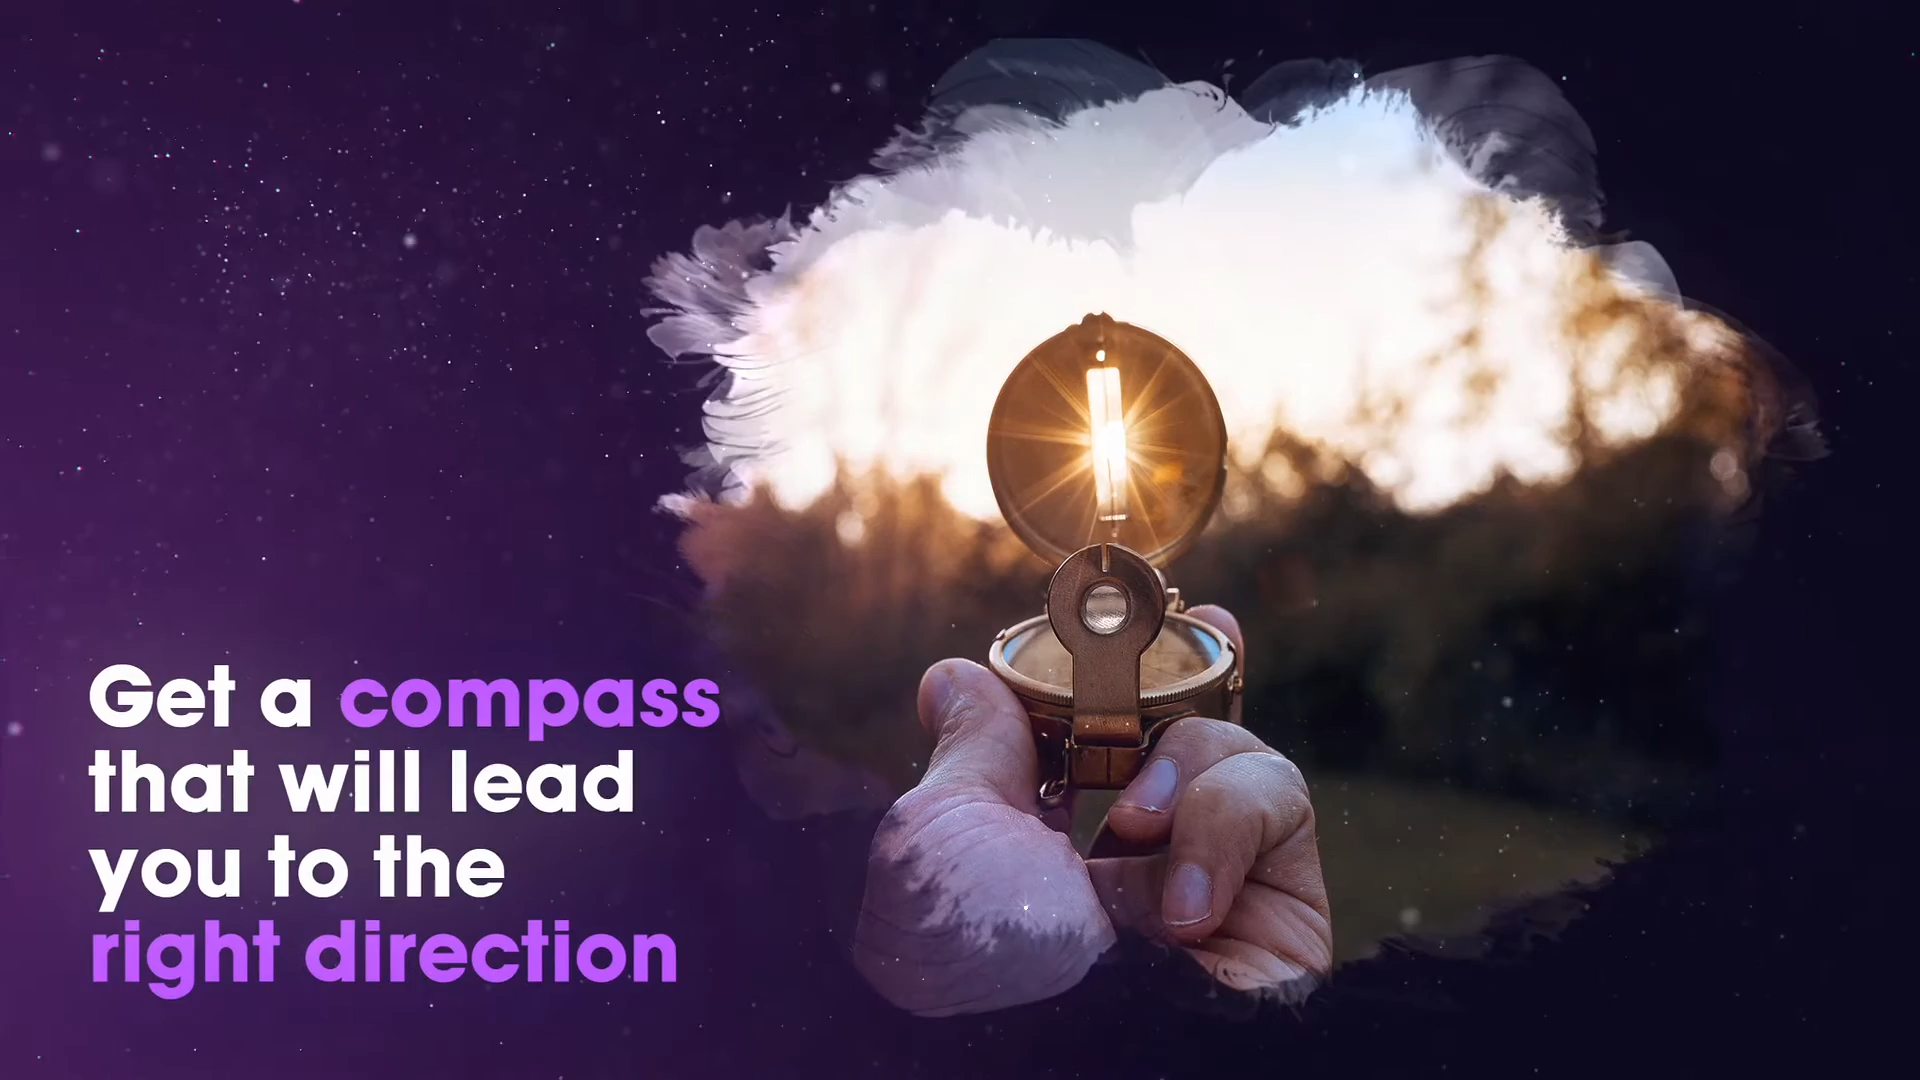 Get a compass
that will lead
you to the
right direction